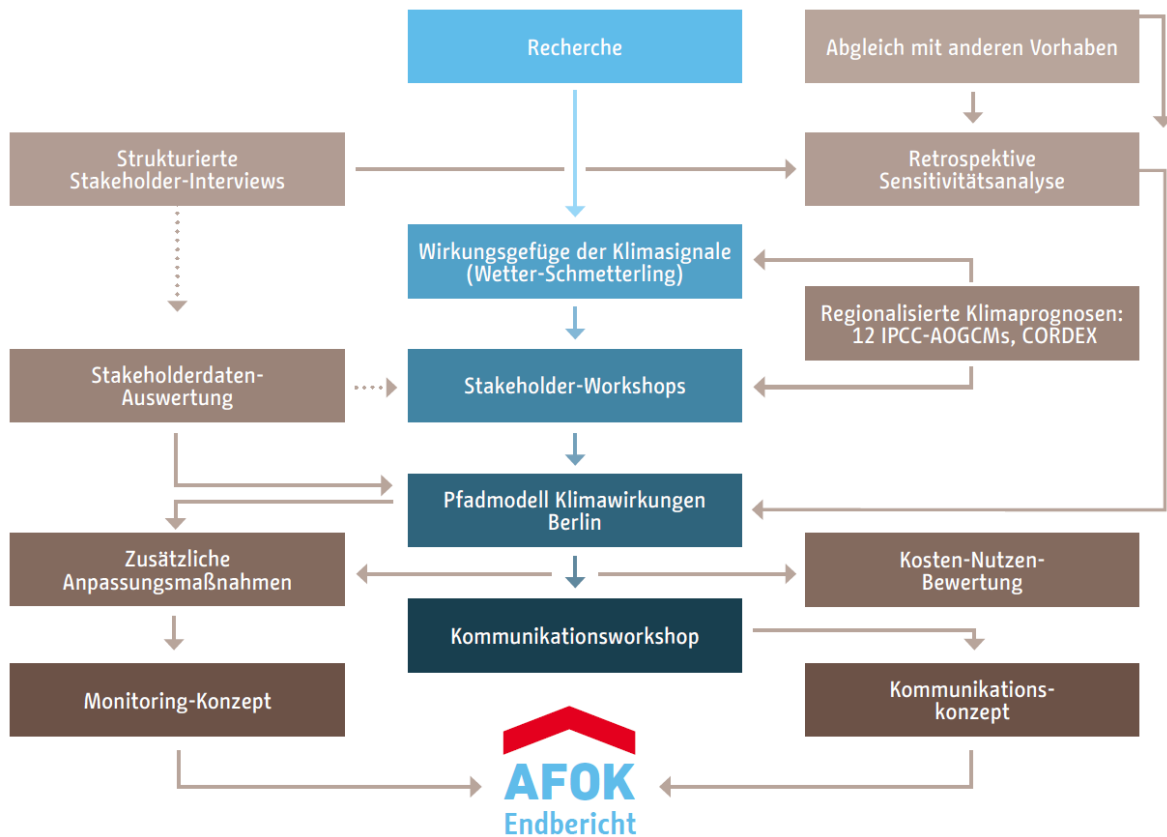 Recherche
Abgleich mit anderen Vorhaben
Strukturierte
Stakeholder-Interviews
Retrospektive
Sensitivitätsanalyse
Wirkungsgefüge der Klimasignale
(Wetter-Schmetterling)
Regionalisierte Klimaprognosen:
12 IPCC-AOGCMs, CORDEX
Stakeholderdaten-
Auswertung
Stakeholder-Workshops
Pfadmodell Klimawirkungen
Berlin
Zusätzliche
Anpassungsmaßnahmen
Kosten-Nutzen-
Bewertung
Kommunikationsworkshop
Monitoring-Konzept
Kommunikations-
konzept
AFOK
Endbericht